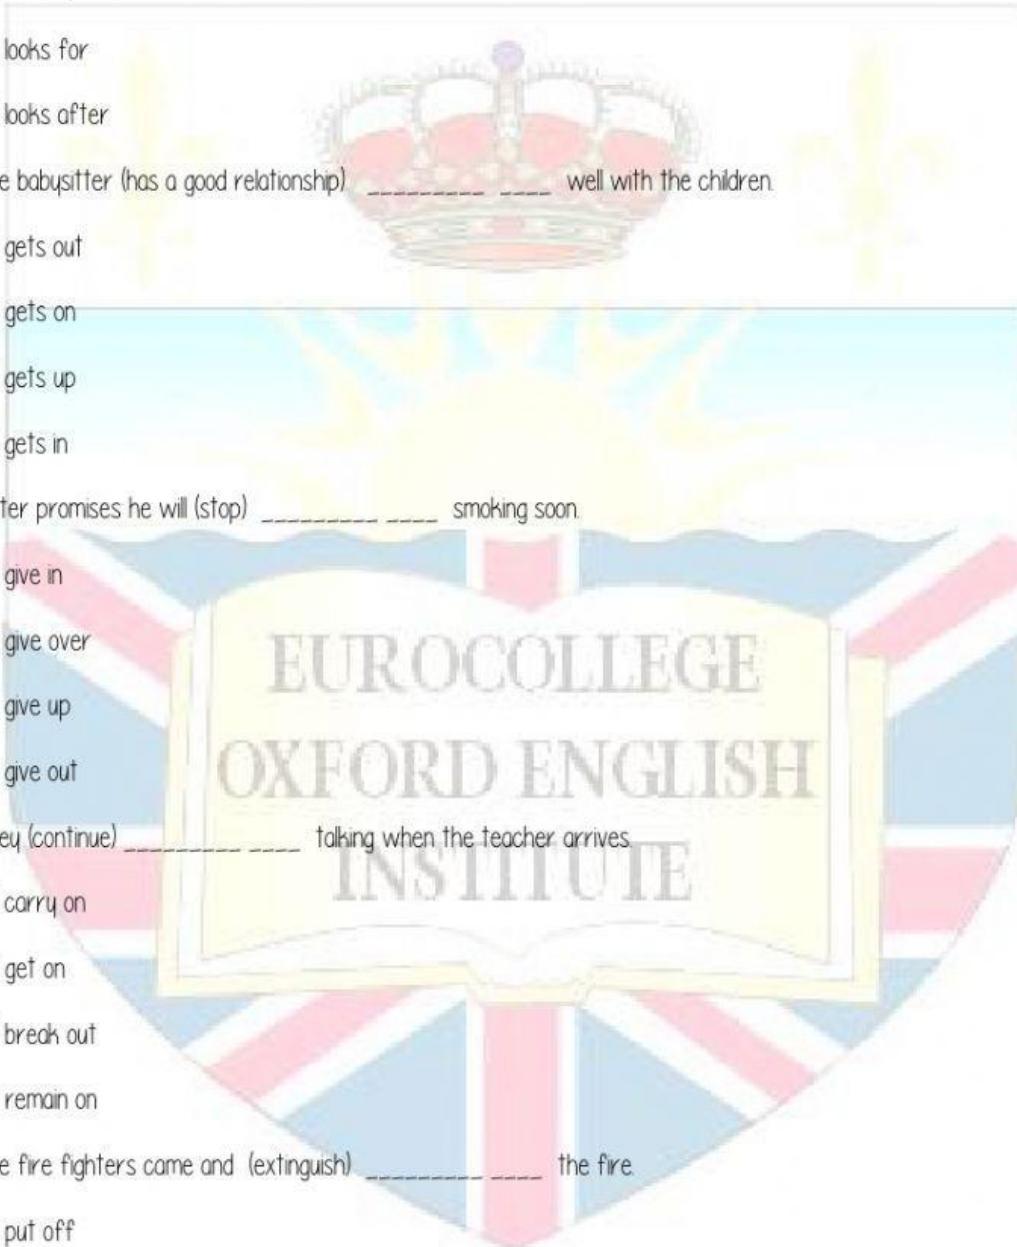 looks for
looks after
e babysitter (has a good relationship) _________ ____ well with the children.
gets out
gets on
gets up
gets in
ter promises he will (stop) _________ ____ smoking soon.
give in
give over
give up
give out
EUROCOLLEGE
OXFORD ENGLISH
INSTITUTE
ey (continue) _________ ____ talking when the teacher arrives.
carry on
get on
break out
remain on
e fire fighters came and (extinguish) _________ ____ the fire.
put off